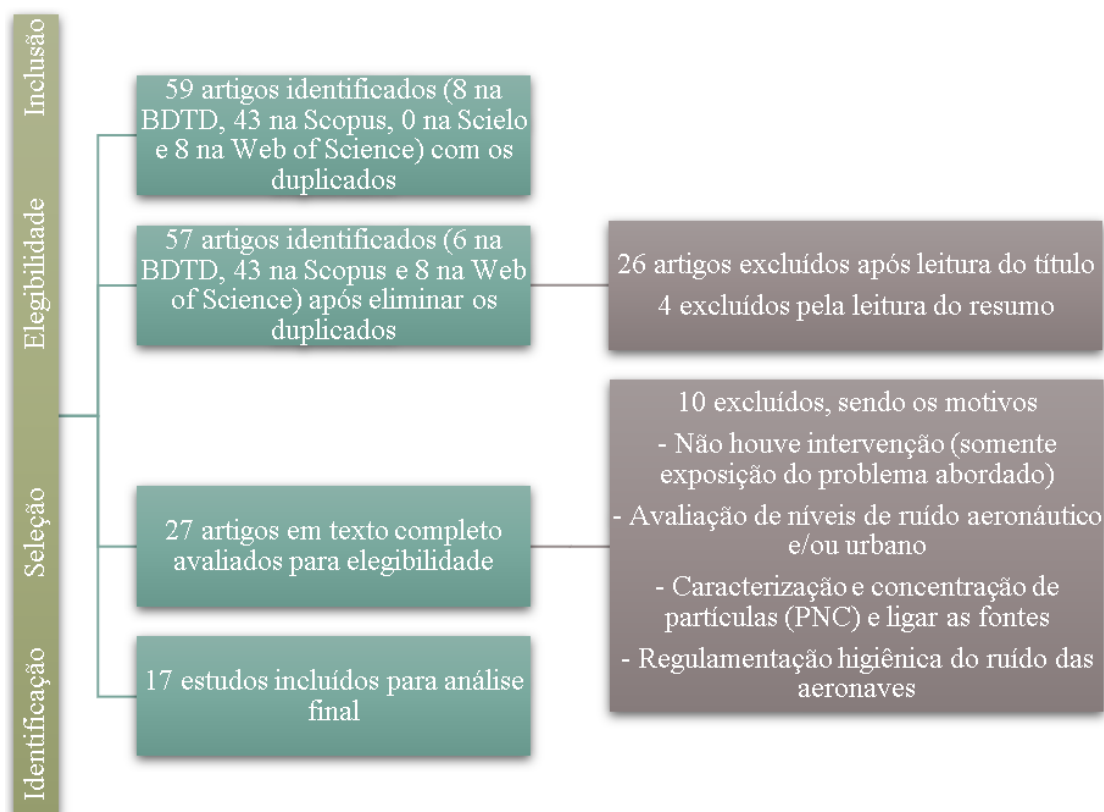 Inclusão
Elegibilidade
Seleção
Identificação
59 artigos identificados (8 na
BDTD, 43 na Scopus, 0 na Scielo
e 8 na Web of Science) com os
duplicados
57 artigos identificados (6 na
BDTD, 43 na Scopus e 8 na Web
of Science) após eliminar os
duplicados
26 artigos excluídos após leitura do título
4 excluídos pela leitura do resumo
27 artigos em texto completo
avaliados para elegibilidade
10 excluídos, sendo os motivos
- Não houve intervenção (somente
exposição do problema abordado)
- Avaliação de níveis de ruído aeronáutico
e/ou urbano
- Caracterização e concentração de
partículas (PNC) e ligar as fontes
- Regulamentação higiênica do ruído das
aeronaves
17 estudos incluídos para análise
final